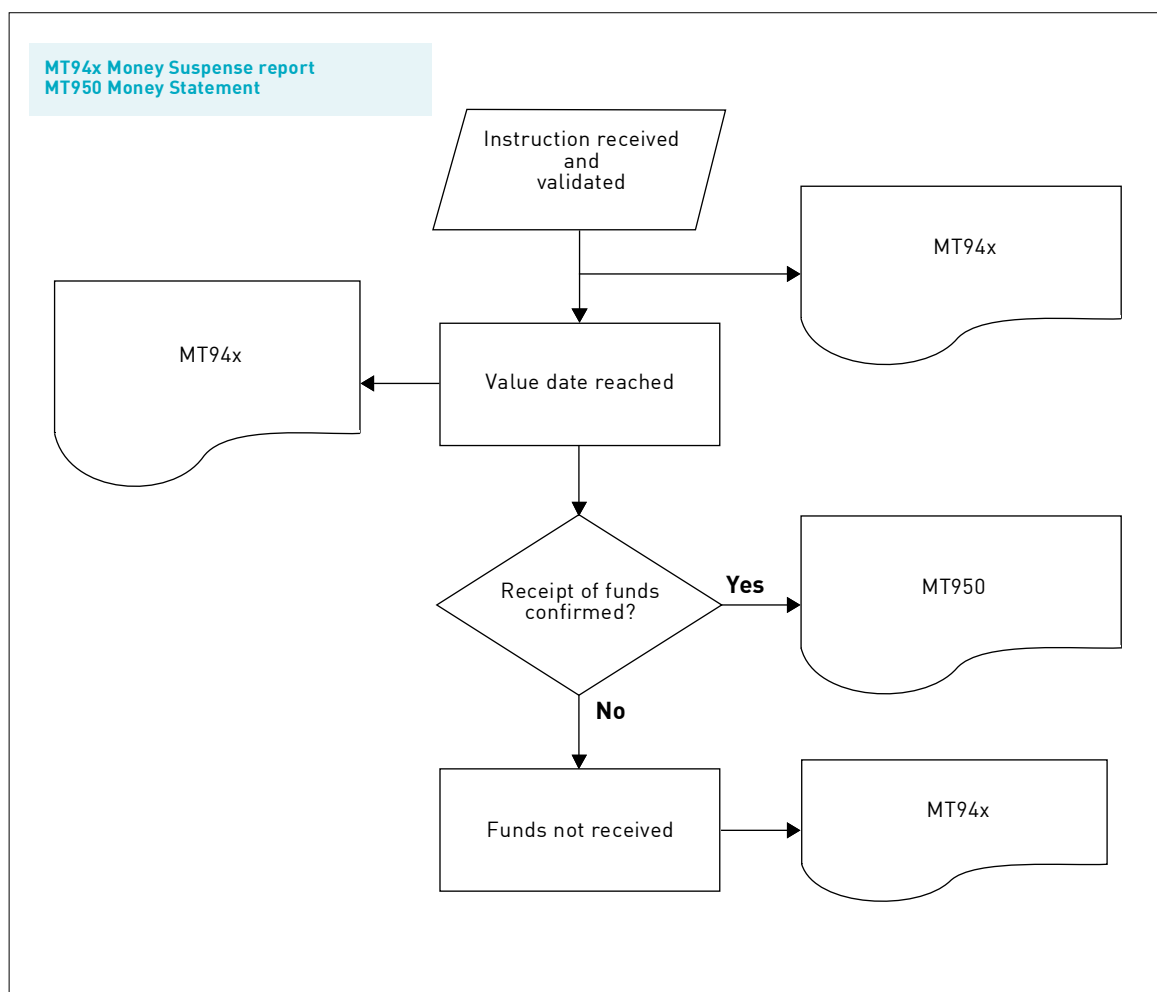 MT94x Money Suspense report
MT950 Money Statement
Instruction received
and
validated
MT94x
MT94x
Value date reached
Receipt of funds
confirmed?
Yes
MT950
No
Funds not received
MT94x